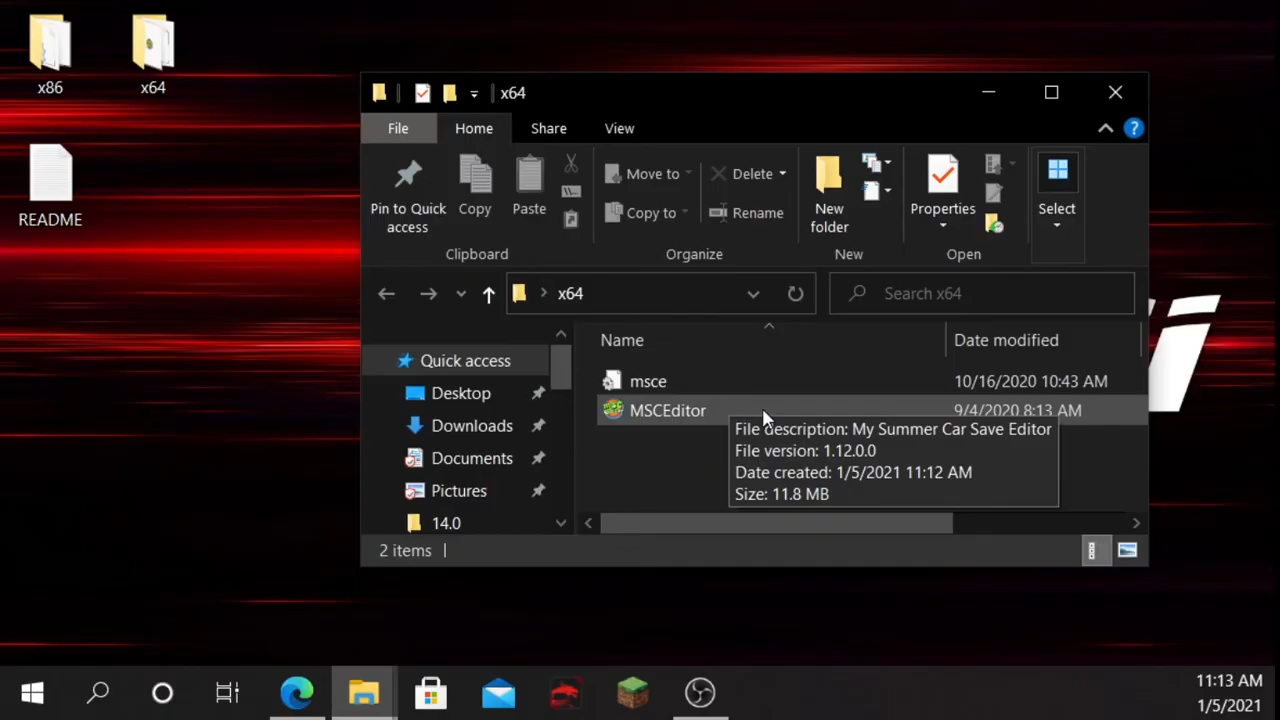 x86
x64
README
x64
File
Home
Share
View
Pin to Quick
access
Copy
Paste
Move to
Copy to
Delete
Rename
New
folder
Properties
Select
Clipboard
Organize
New
Open
x64
Search x64
Name
Date modified
Quick access
Desktop
Downloads
Documents
Pictures
14.0
msce
10/16/2020 10:43 AM
MSCEditor
9/4/2020 8:13 AM
File description: My Summer Car Save Editor
File version: 1.12.0.0
Date created: 1/5/2021 11:12 AM
Size: 11.8 MB
2 items
11:13 AM
1/5/2021